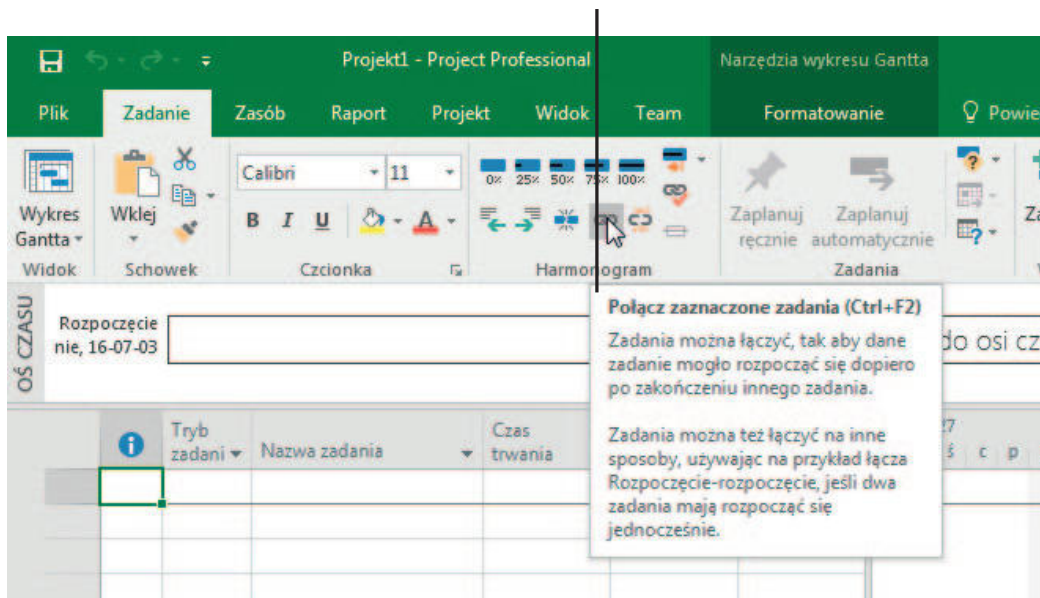 Projekt1 - Project Professional
Narzędzia wykresu Gantta
Plik Zadanie Zasób Raport Projekt Widok Team Formatowanie
Wykres Gantta
Wklej
Calibri 11
B I U A
0% 25% 50% 75% 100%
Zaplanuj ręcznie
Zaplanuj automatycznie
Widok Schowek Czcionka Harmonogram Zadania
OŚ CZASU
Rozpoczęcie
nie, 16-07-03
do osi
Połącz zaznaczone zadania (Ctrl+F2)
Zadania można łączyć, tak aby dane
zadanie mogło rozpocząć się dopiero
po zakończeniu innego zadania.
Zadania można też łączyć na inne
sposoby, używając na przykład łącza
Rozpoczęcie-rozpoczęcie, jeśli dwa
zadania mają rozpocząć się
jednocześnie.
Tryb
zadani
Nazwa zadania
Czas
trwania
ś c p